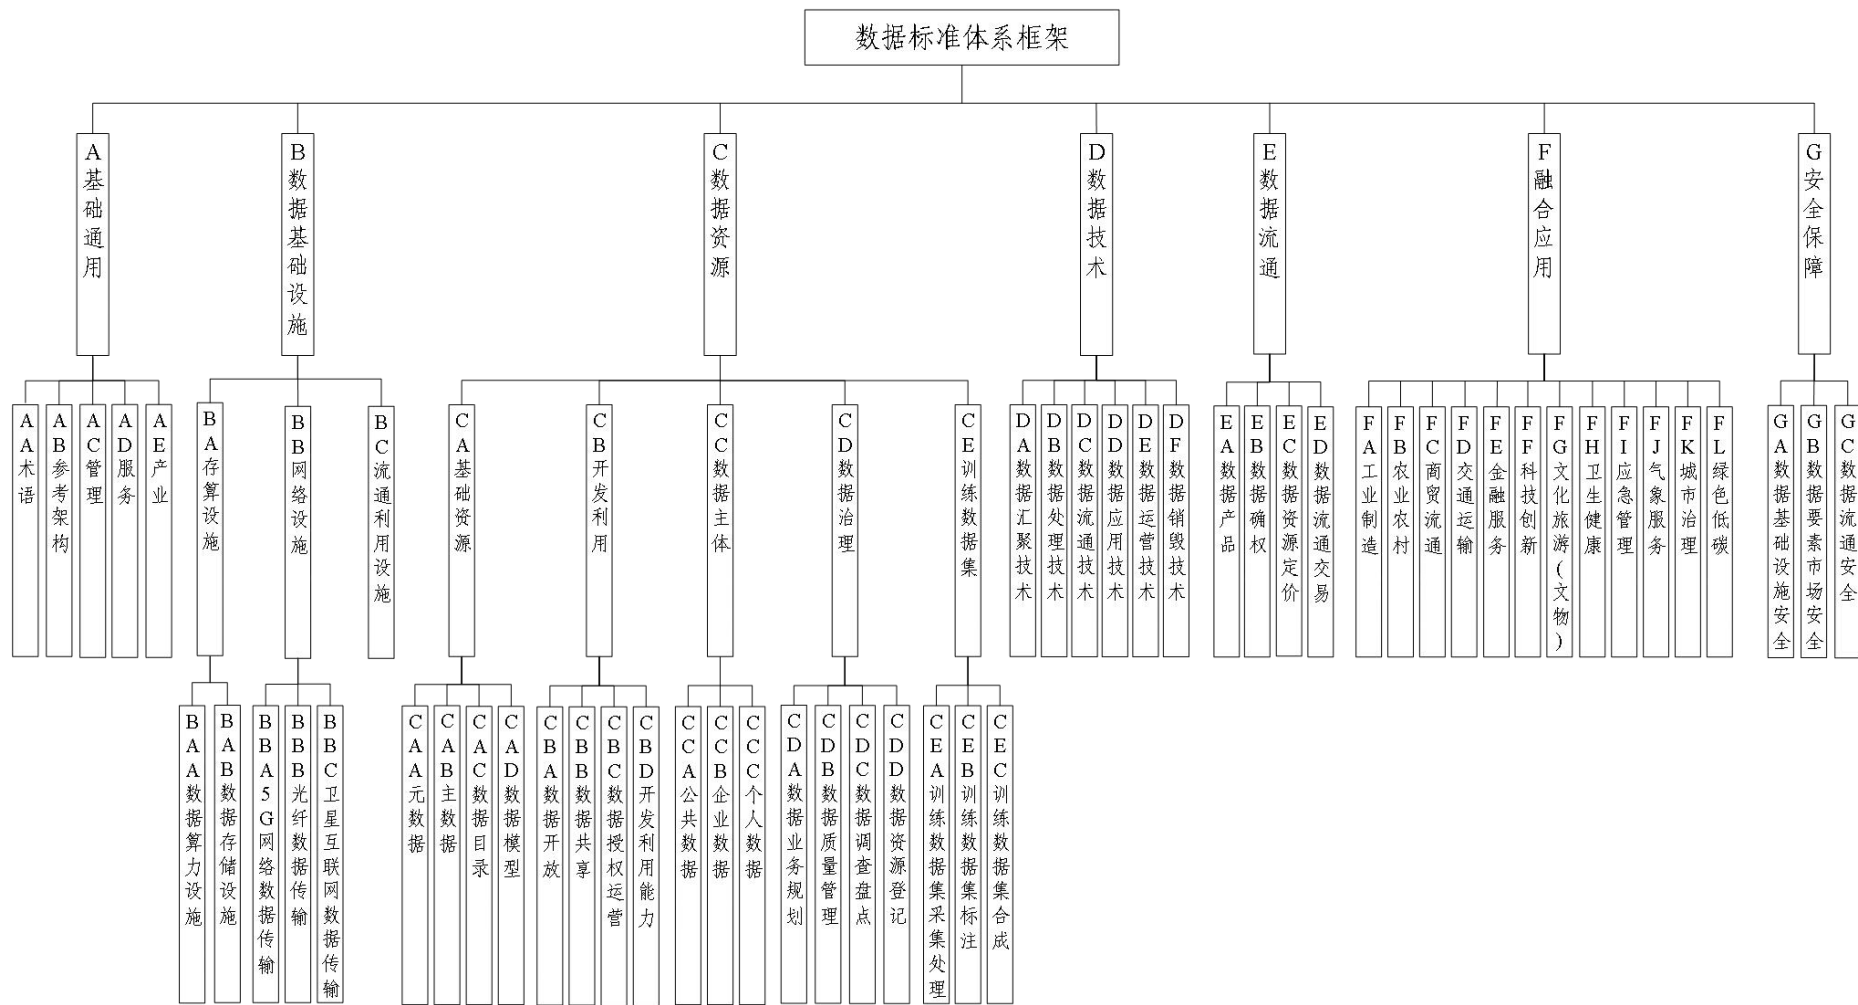 数据标准体系框架
A基础通用
B数据基础设施
C数据资源
D数据技术
E数据流通
F融合应用
G安全保障
AA术语
AB参考架构
AC管理
AD服务
AE产业
BA存算设施
BB网络设施
BC流通利用设施
CA基础资源
CB开发利用
CC数据主体
CD数据治理
CE训练数据集
DA数据汇聚技术
DB数据处理技术
DC数据流通技术
DD数据应用技术
DE数据运营技术
DF数据销毁技术
EA数据产品
EB数据确权
EC数据资源定价
ED数据流通交易
FA工业制造
FB农业农村
FC商贸流通
FD交通运输
FE金融服务
FF科技创新
FG文化旅游(文物)
FH卫生健康
FI应急管理
FJ气象服务
FK城市治理
FL绿色低碳
GA数据基础设施安全
GB数据要素市场安全
GC数据流通安全
BAA数据算力设施
BAB数据存储设施
BBA5G网络数据传输
BBB光纤数据传输
BBC卫星互联网数据传输
CAA元数据
CAB主数据
CAC数据目录
CAD数据模型
CBA数据开放
CBB数据共享
CBC数据授权运营
CBD开发利用能力
CCA公共数据
CCB企业数据
CCC个人数据
CDA数据业务规划
CDB数据质量管理
CDC数据调查盘点
CDD数据资源登记
CEA训练数据集采集处理
CEB训练数据集标注
CEC训练数据集合成